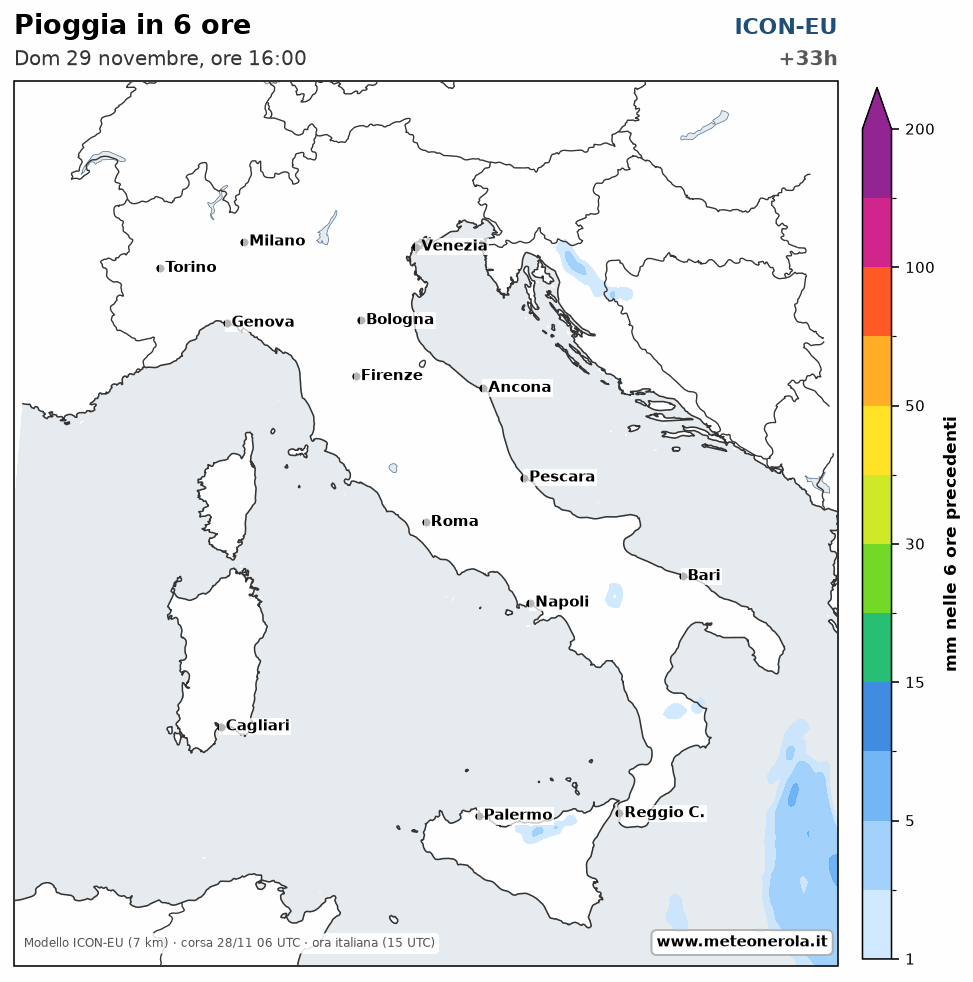 Pioggia in 6 ore
ICON-EU
Dom 29 novembre, ore 16:00
+33h
Milano
Venezia
Torino
Genova
Bologna
Firenze
Ancona
Pescara
Roma
Bari
Napoli
Cagliari
Palermo
Reggio C.
Modello ICON-EU (7 km) · corsa 28/11 06 UTC · ora italiana (15 UTC)
www.meteonerola.it
200
100
50
30
15
5
1
mm nelle 6 ore precedenti